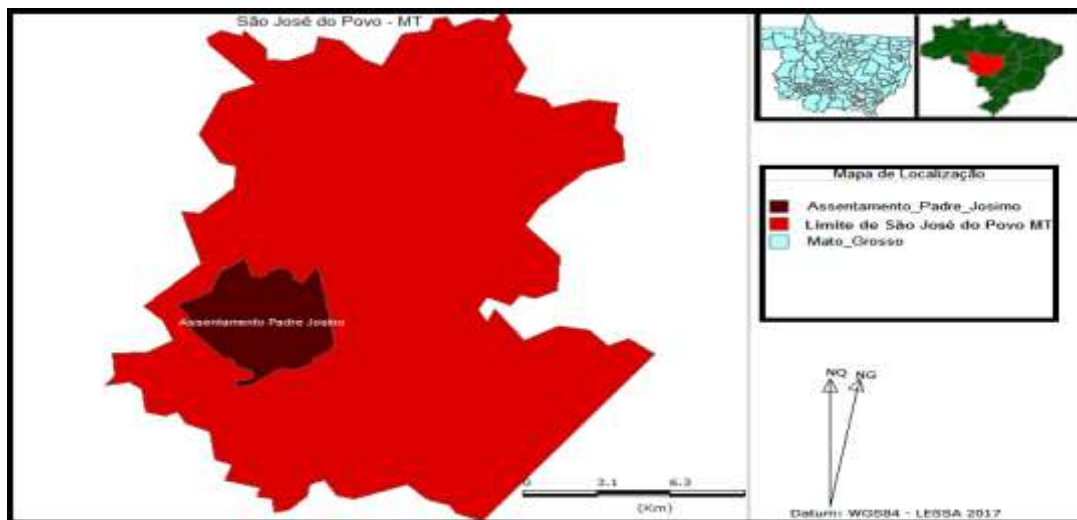 São José do Povo - MT
Assentamento Padre Josimo
Mapa de Localização
Assentamento_Padre_Josimo
Limite de São José do Povo MT
Mato_Grosso
NQ NG
0 3.1 6.3
(Km)
Datum: WGS84 - LEGSA 2017